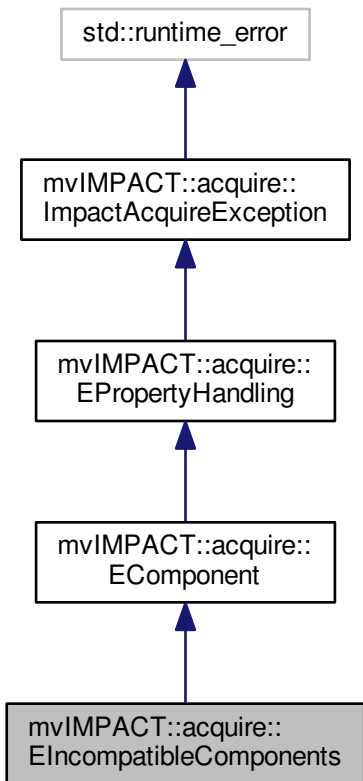 std::runtime_error
mvIMPACT::acquire::
ImpactAcquireException
mvIMPACT::acquire::
EPropertyHandling
mvIMPACT::acquire::
EComponent
mvIMPACT::acquire::
EIncompatibleComponents